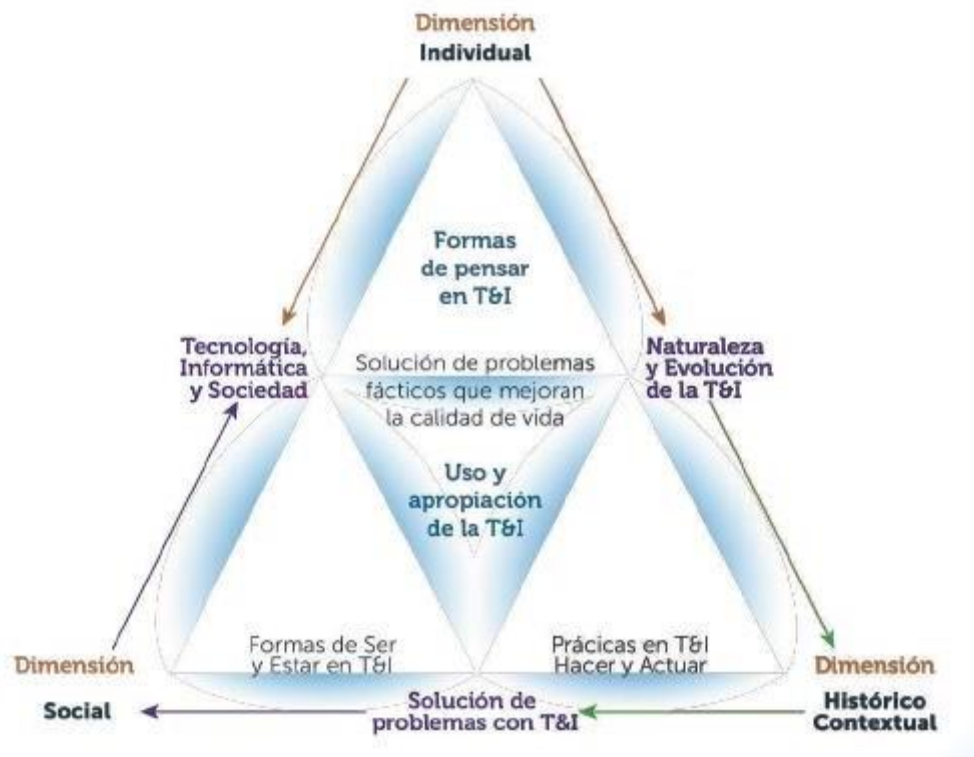 Dimensión
Individual
Formas
de pensar
en T&I
Tecnología,
Informática
y Sociedad
Solución de problemas
fácticos que mejoran
la calidad de vida
Naturaleza
y Evolución
de la T&I
Uso y
apropiación
de la T&I
Formas de Ser
y Estar en T&I
Prácicas en T&I
Hacer y Actuar
Dimensión
Social
Solución de
problemas con T&I
Dimensión
Histórico
Contextual